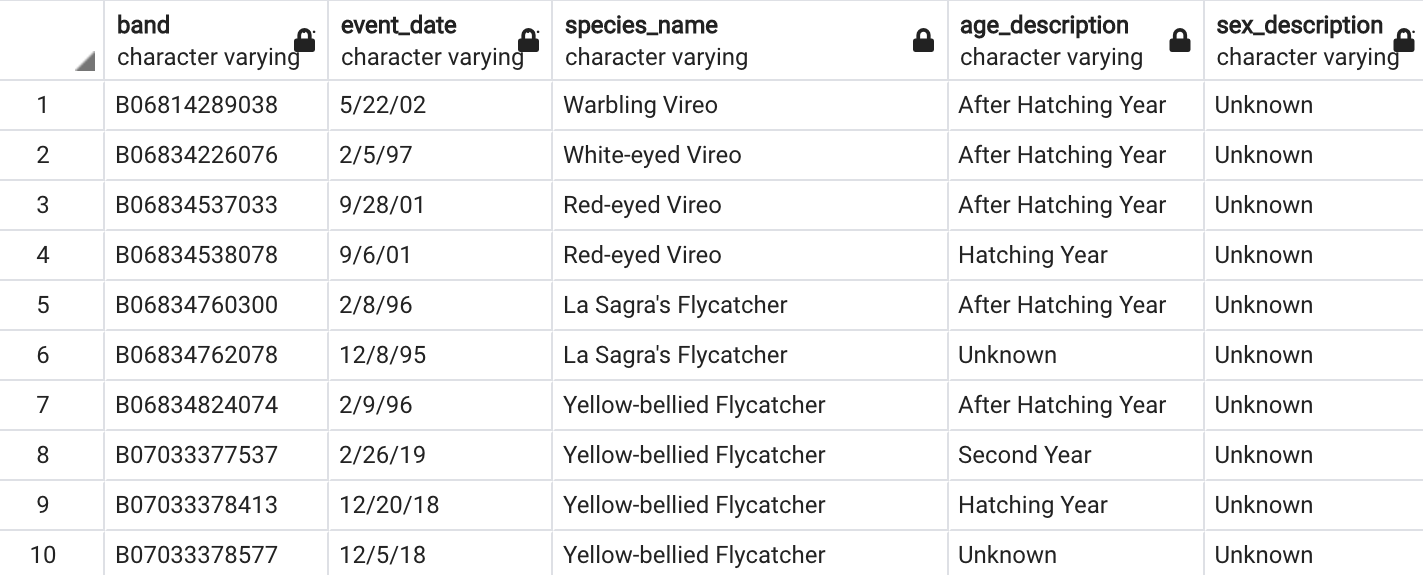 band event_date species_name age_description sex_description
character varying character varying character varying character varying character varying
1 B06814289038 5/22/02 Warbling Vireo After Hatching Year Unknown
2 B06834226076 2/5/97 White-eyed Vireo After Hatching Year Unknown
3 B06834537033 9/28/01 Red-eyed Vireo After Hatching Year Unknown
4 B06834538078 9/6/01 Red-eyed Vireo Hatching Year Unknown
5 B06834760300 2/8/96 La Sagra's Flycatcher After Hatching Year Unknown
6 B06834762078 12/8/95 La Sagra's Flycatcher Unknown Unknown
7 B06834824074 2/9/96 Yellow-bellied Flycatcher After Hatching Year Unknown
8 B07033377537 2/26/19 Yellow-bellied Flycatcher Second Year Unknown
9 B07033378413 12/20/18 Yellow-bellied Flycatcher Hatching Year Unknown
10 B07033378577 12/5/18 Yellow-bellied Flycatcher Unknown Unknown